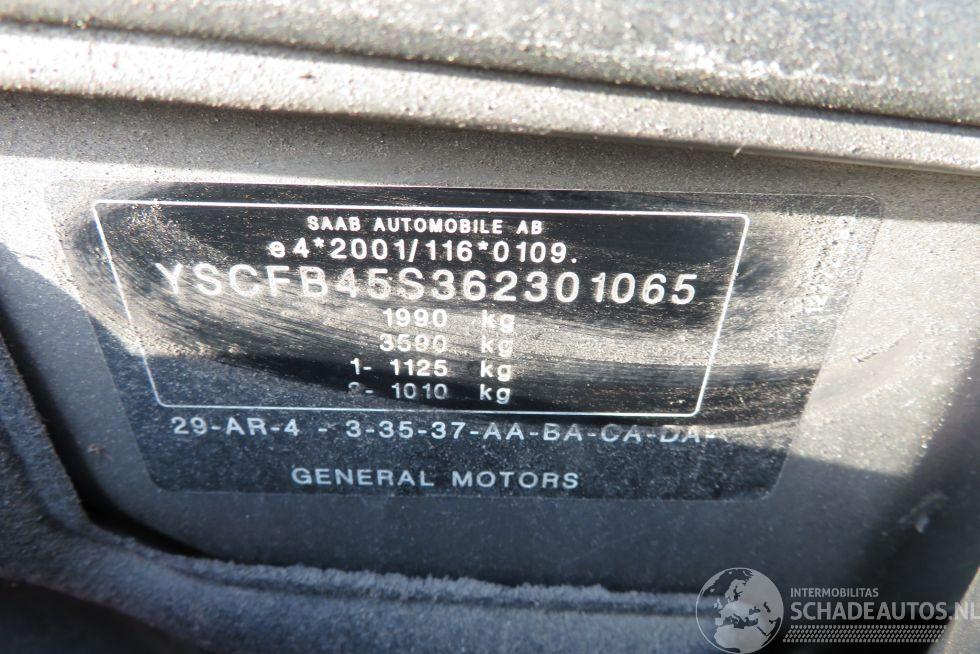 SAAB AUTOMOBILE AB
e4*2001/116*0109.
YSCFB45S362301065
1990 kg
3590 kg
1- 1125 kg
2- 1010 kg
29-AR-4 - 3-35-37-AA-BA-CA-DA-
GENERAL MOTORS
INTERMOBILITAS
SCHADEAUTOS.NL